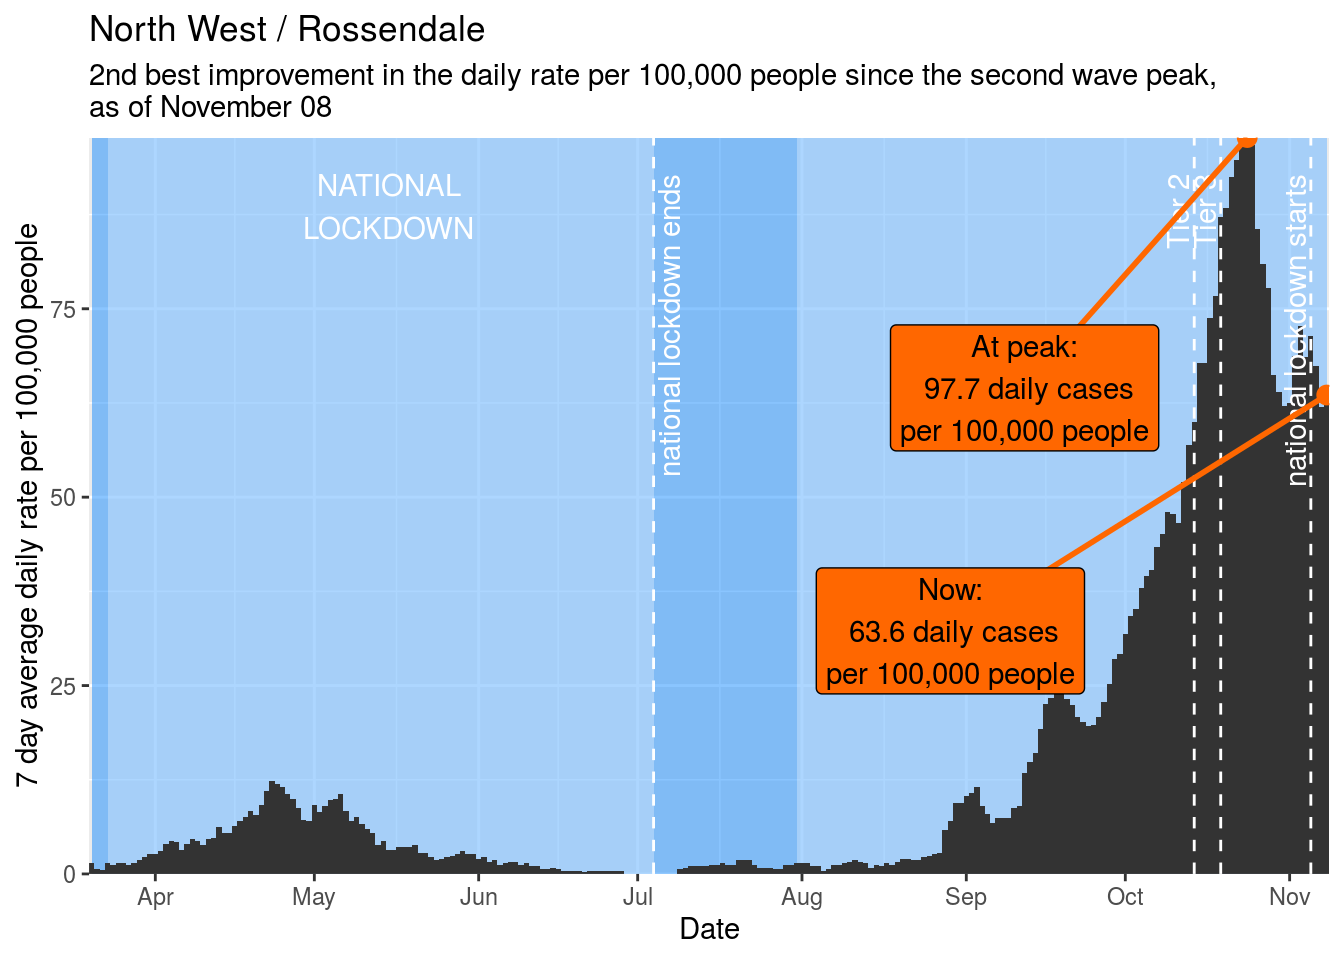 North West / Rossendale
2nd best improvement in the daily rate per 100,000 people since the second wave peak,
as of November 08
7 day average daily rate per 100,000 people
75
50
25
0
NATIONAL
LOCKDOWN
national lockdown ends
Tier 2
Tier 3
national lockdown starts
At peak:
97.7 daily cases
per 100,000 people
Now:
63.6 daily cases
per 100,000 people
Apr
May
Jun
Jul
Aug
Sep
Oct
Nov
Date